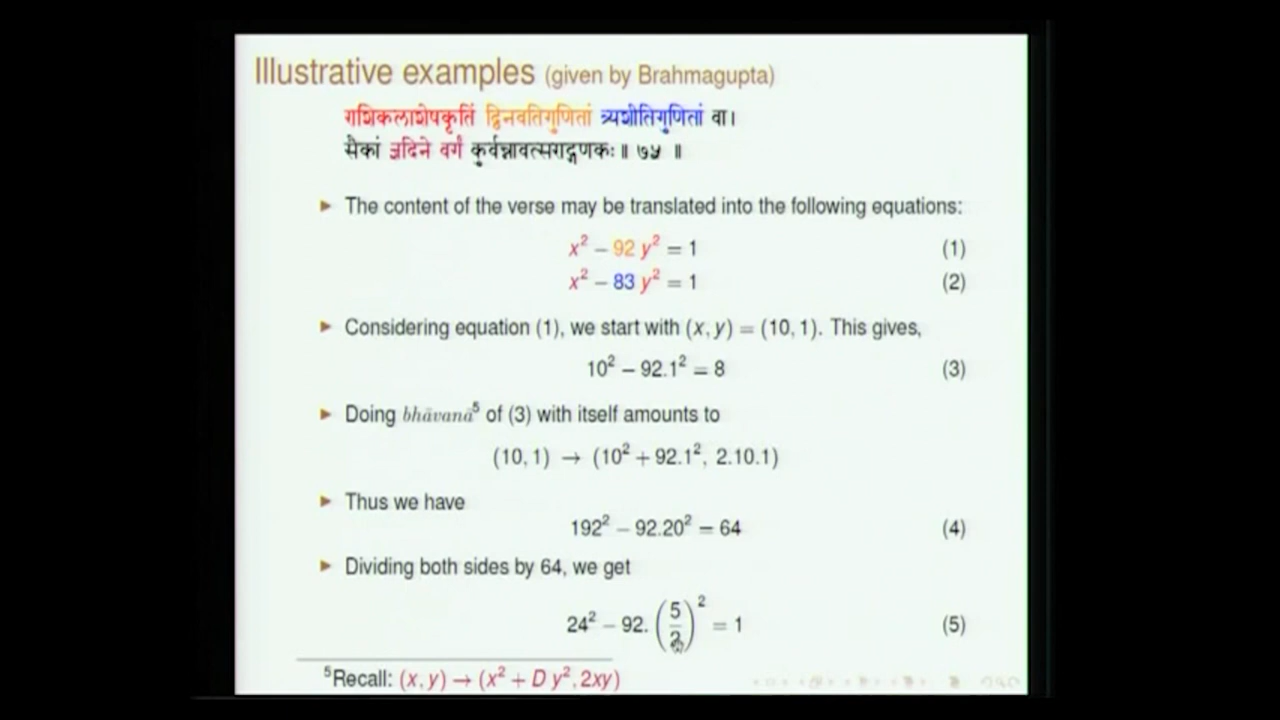 Illustrative examples (given by Brahmagupta)
राशिकलाशेषकृतिं द्विनवतिगुणितां त्र्यशीतिगुणितां वा।
सैकां ज्ञदिने वर्गं कुर्वन्नावत्सराद्गणकः॥ ७५ ॥
► The content of the verse may be translated into the following equations:
x² − 92 y² = 1 (1)
x² − 83 y² = 1 (2)
► Considering equation (1), we start with (x, y) = (10, 1). This gives,
10² − 92.1² = 8 (3)
► Doing bhāvanā⁵ of (3) with itself amounts to
(10, 1) → (10² + 92.1², 2.10.1)
► Thus we have
192² − 92.20² = 64 (4)
► Dividing both sides by 64, we get
24² − 92. (5/2)² = 1 (5)
⁵Recall: (x, y) → (x² + D y², 2xy)